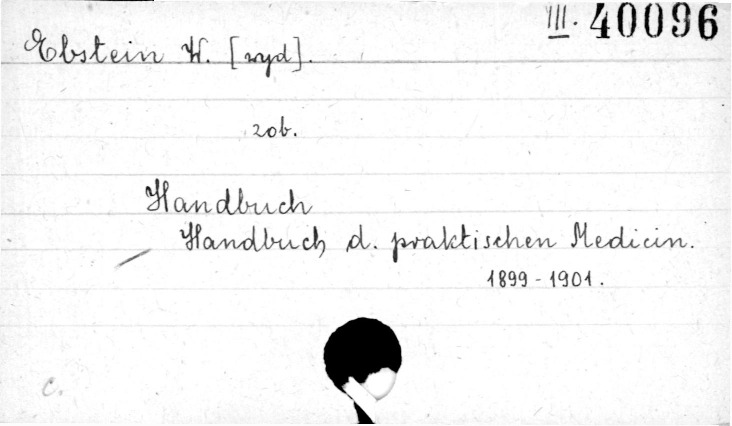 III. 40096
Ebstein W. [wyd].
zob.
Handbuch
Handbuch d. praktischen Medicin.
1899-1901.
c.